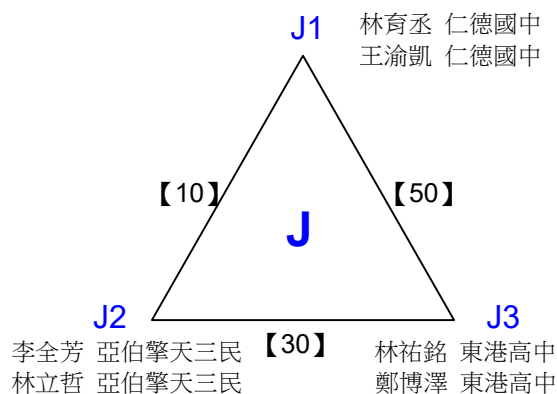 J1
林育丞 仁德國中
王渝凱 仁德國中
【10】
【50】
J
J2
J3
李全芳 亞伯擎天三民
林立哲 亞伯擎天三民
【30】
林祐銘 東港高中
鄭博澤 東港高中